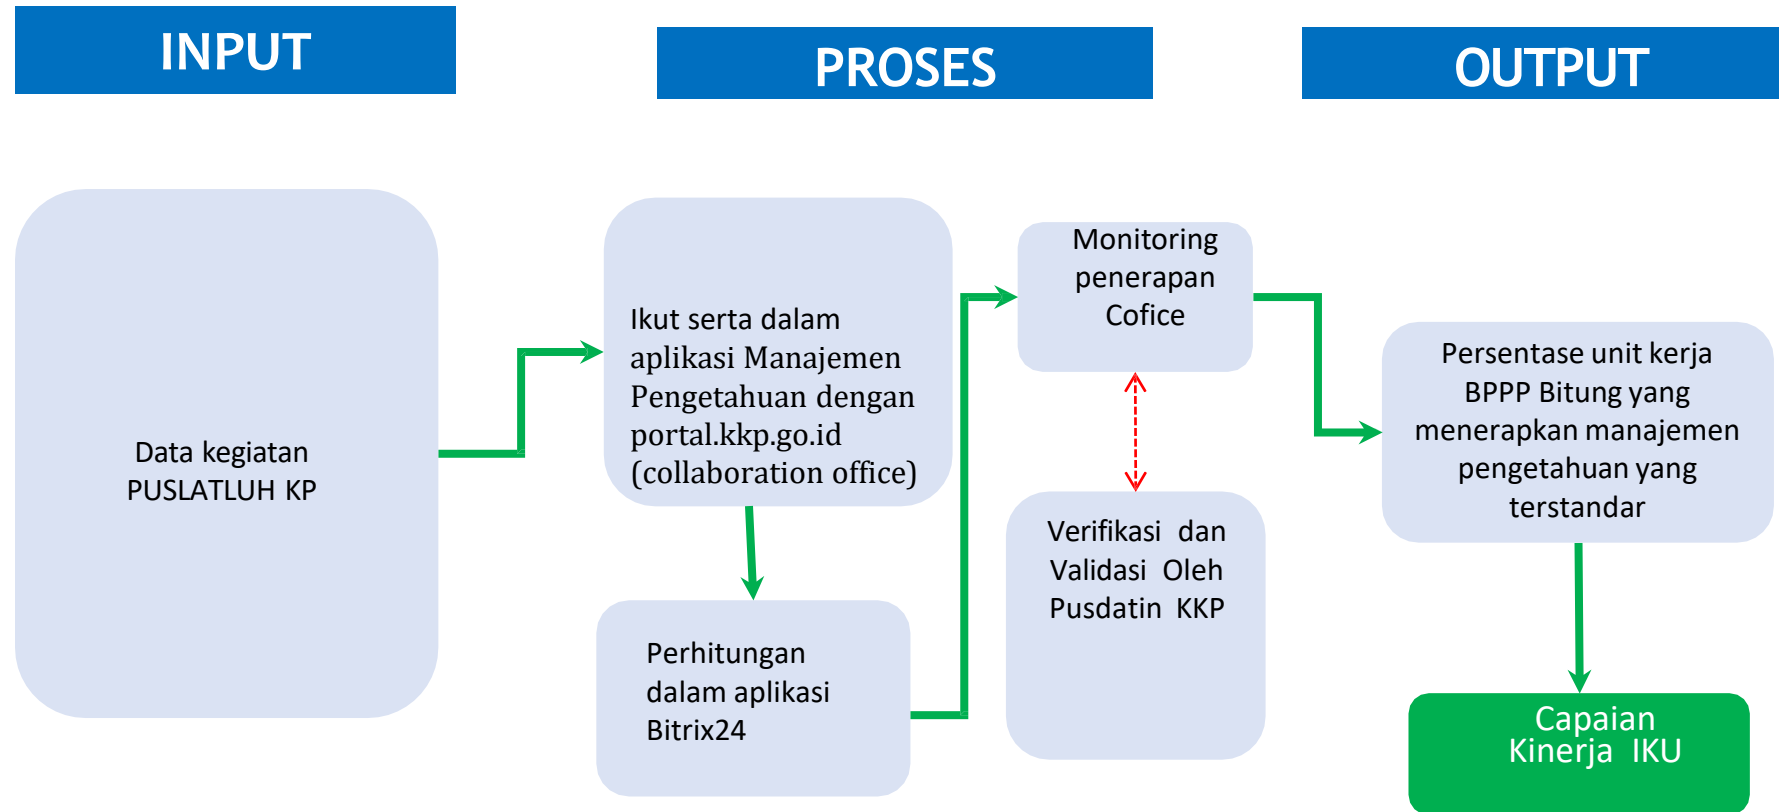 INPUT
PROSES
OUTPUT
Data kegiatan
PUSLATLUH KP
Ikut serta dalam
aplikasi Manajemen
Pengetahuan dengan
portal.kkp.go.id
(collaboration office)
Perhitungan
dalam aplikasi
Bitrix24
Monitoring
penerapan
Cofice
Verifikasi dan
Validasi Oleh
Pusdatin KKP
Persentase unit kerja
BPPP Bitung yang
menerapkan manajemen
pengetahuan yang
terstandar
Capaian
Kinerja IKU